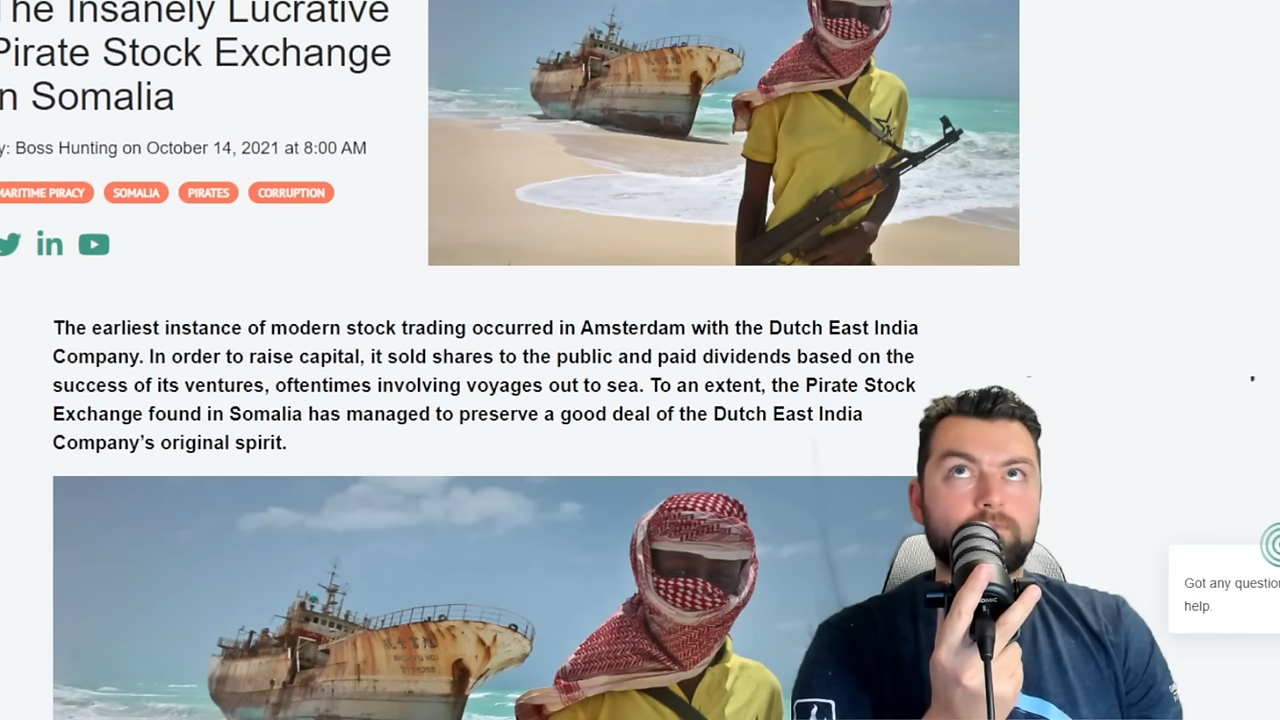 The Insanely Lucrative
Pirate Stock Exchange
in Somalia
y: Boss Hunting on October 14, 2021 at 8:00 AM
MARITIME PIRACY
SOMALIA
PIRATES
CORRUPTION
The earliest instance of modern stock trading occurred in Amsterdam with the Dutch East India
Company. In order to raise capital, it sold shares to the public and paid dividends based on the
success of its ventures, oftentimes involving voyages out to sea. To an extent, the Pirate Stock
Exchange found in Somalia has managed to preserve a good deal of the Dutch East India
Company’s original spirit.
Got any questio
help.